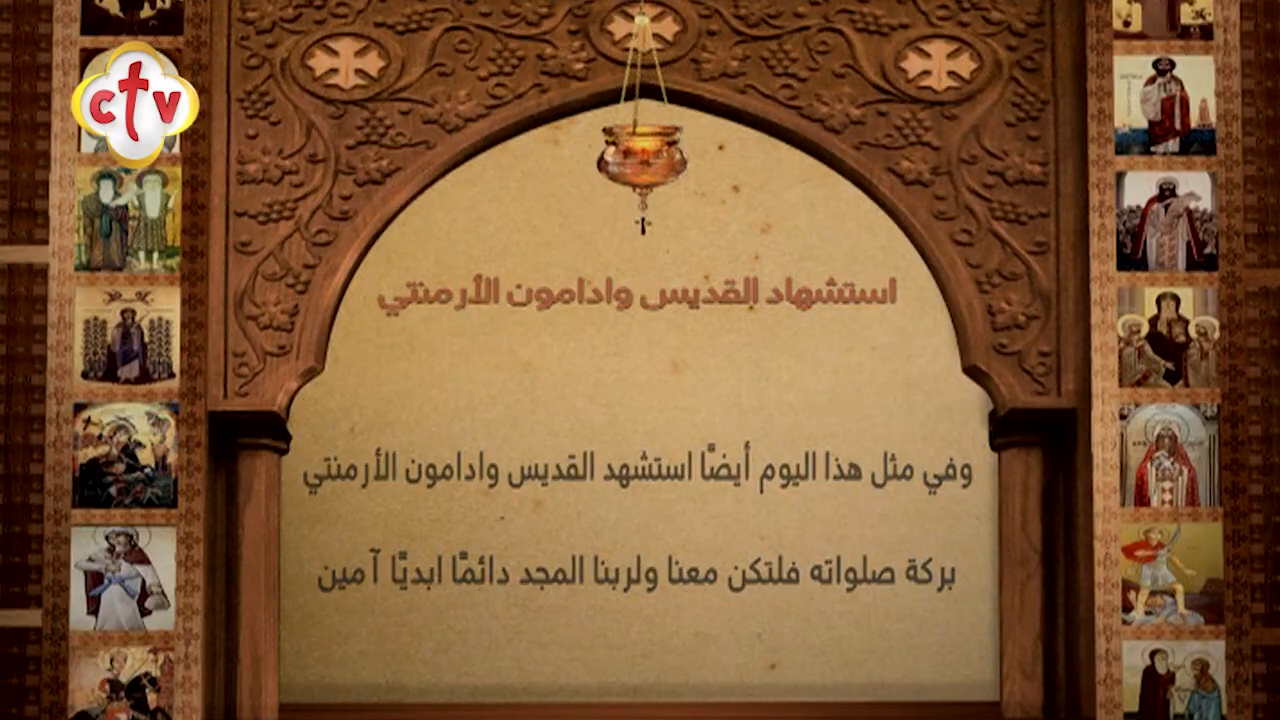 ctv
استشهاد القديس وادامون الأرمنتي
وفي مثل هذا اليوم أيضًا استشهد القديس وادامون الأرمنتي
بركة صلواته فلتكن معنا ولربنا المجد دائمًا ابديًا آمين